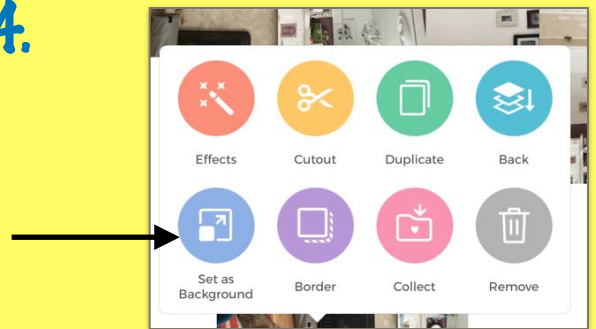 4.
Effects Cutout Duplicate Back
Set as
Background Border Collect Remove